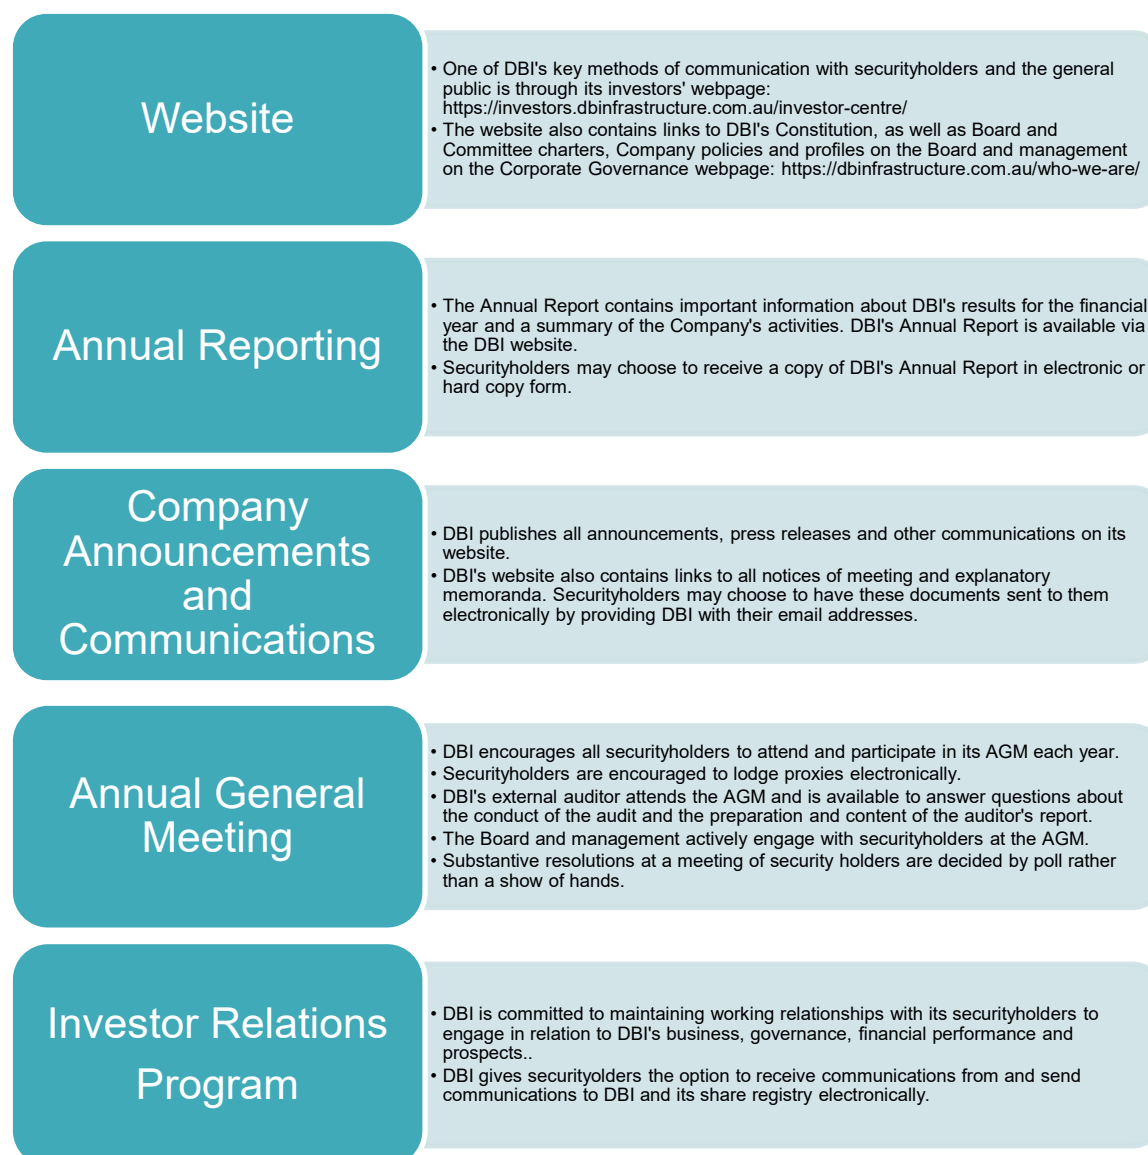 Website
• One of DBI's key methods of communication with securityholders and the general
public is through its investors' webpage:
https://investors.dbinfrastructure.com.au/investor-centre/
• The website also contains links to DBI's Constitution, as well as Board and
Committee charters, Company policies and profiles on the Board and management
on the Corporate Governance webpage: https://dbinfrastructure.com.au/who-we-are/
Annual Reporting
• The Annual Report contains important information about DBI's results for the financial
year and a summary of the Company's activities. DBI's Annual Report is available via
the DBI website.
• Securityholders may choose to receive a copy of DBI's Annual Report in electronic or
hard copy form.
Company
Announcements
and
Communications
• DBI publishes all announcements, press releases and other communications on its
website.
• DBI's website also contains links to all notices of meeting and explanatory
memoranda. Securityholders may choose to have these documents sent to them
electronically by providing DBI with their email addresses.
Annual General
Meeting
• DBI encourages all securityholders to attend and participate in its AGM each year.
• Securityholders are encouraged to lodge proxies electronically.
• DBI's external auditor attends the AGM and is available to answer questions about
the conduct of the audit and the preparation and content of the auditor's report.
• The Board and management actively engage with securityholders at the AGM.
• Substantive resolutions at a meeting of security holders are decided by poll rather
than a show of hands.
Investor Relations
Program
• DBI is committed to maintaining working relationships with its securityholders to
engage in relation to DBI's business, governance, financial performance and
prospects..
• DBI gives securityolders the option to receive communications from and send
communications to DBI and its share registry electronically.